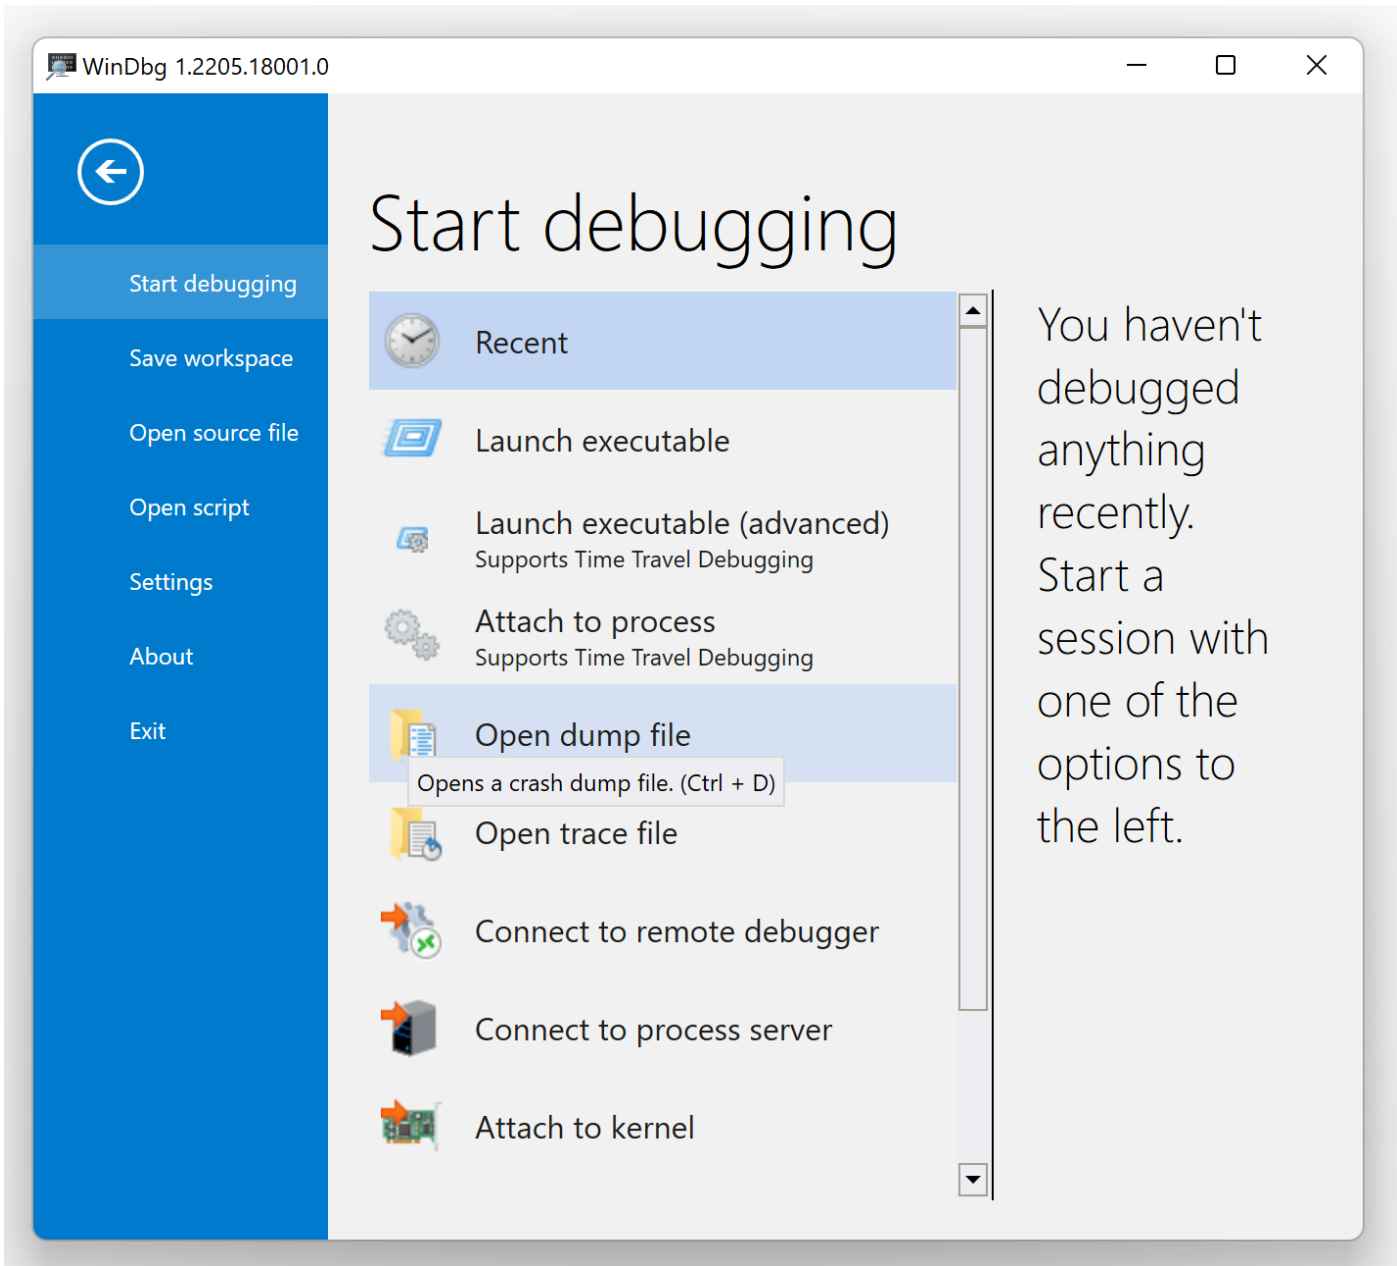 WinDbg 1.2205.18001.0
Start debugging
Save workspace
Open source file
Open script
Settings
About
Exit
Start debugging
Recent
Launch executable
Launch executable (advanced)
Supports Time Travel Debugging
Attach to process
Supports Time Travel Debugging
Open dump file
Opens a crash dump file. (Ctrl + D)
Open trace file
Connect to remote debugger
Connect to process server
Attach to kernel
You haven't
debugged
anything
recently.
Start a
session with
one of the
options to
the left.